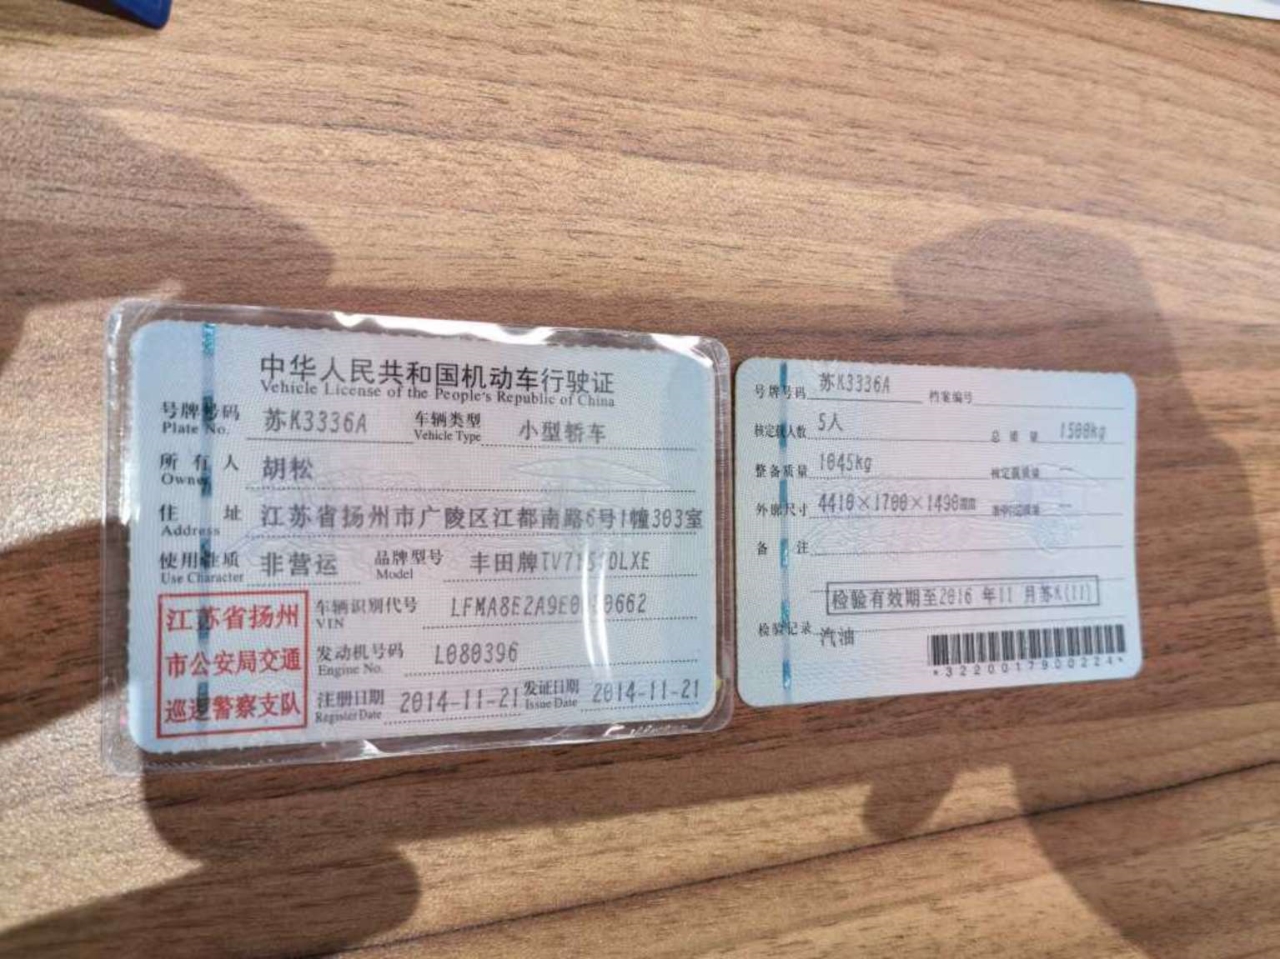 中华人民共和国机动车行驶证
Vehicle License of the People's Republic of China
号牌号码 苏K3336A 车辆类型 小型轿车
Plate No. Vehicle Type
所有人 胡松
Owner
住址 江苏省扬州市广陵区江都南路6号1幢303室
Address
使用性质 非营运 品牌型号 丰田牌
Use Character Model
江苏省扬州
市公安局交通
巡逻警察支队
车辆识别代号
VIN
发动机号码 L080396
Engine No.
注册日期 2014-11-21 发证日期 2014-11-21
Register Date Issue Date
号牌号码 苏K3336A 档案编号
核定载人数 5人 总质量 1500kg
整备质量 1045kg 核定载质量 —
外廓尺寸 4410×1700×1490mm —
备注
检验有效期至2016年11月苏K(11)
检验记录 汽油
*3220017900224*